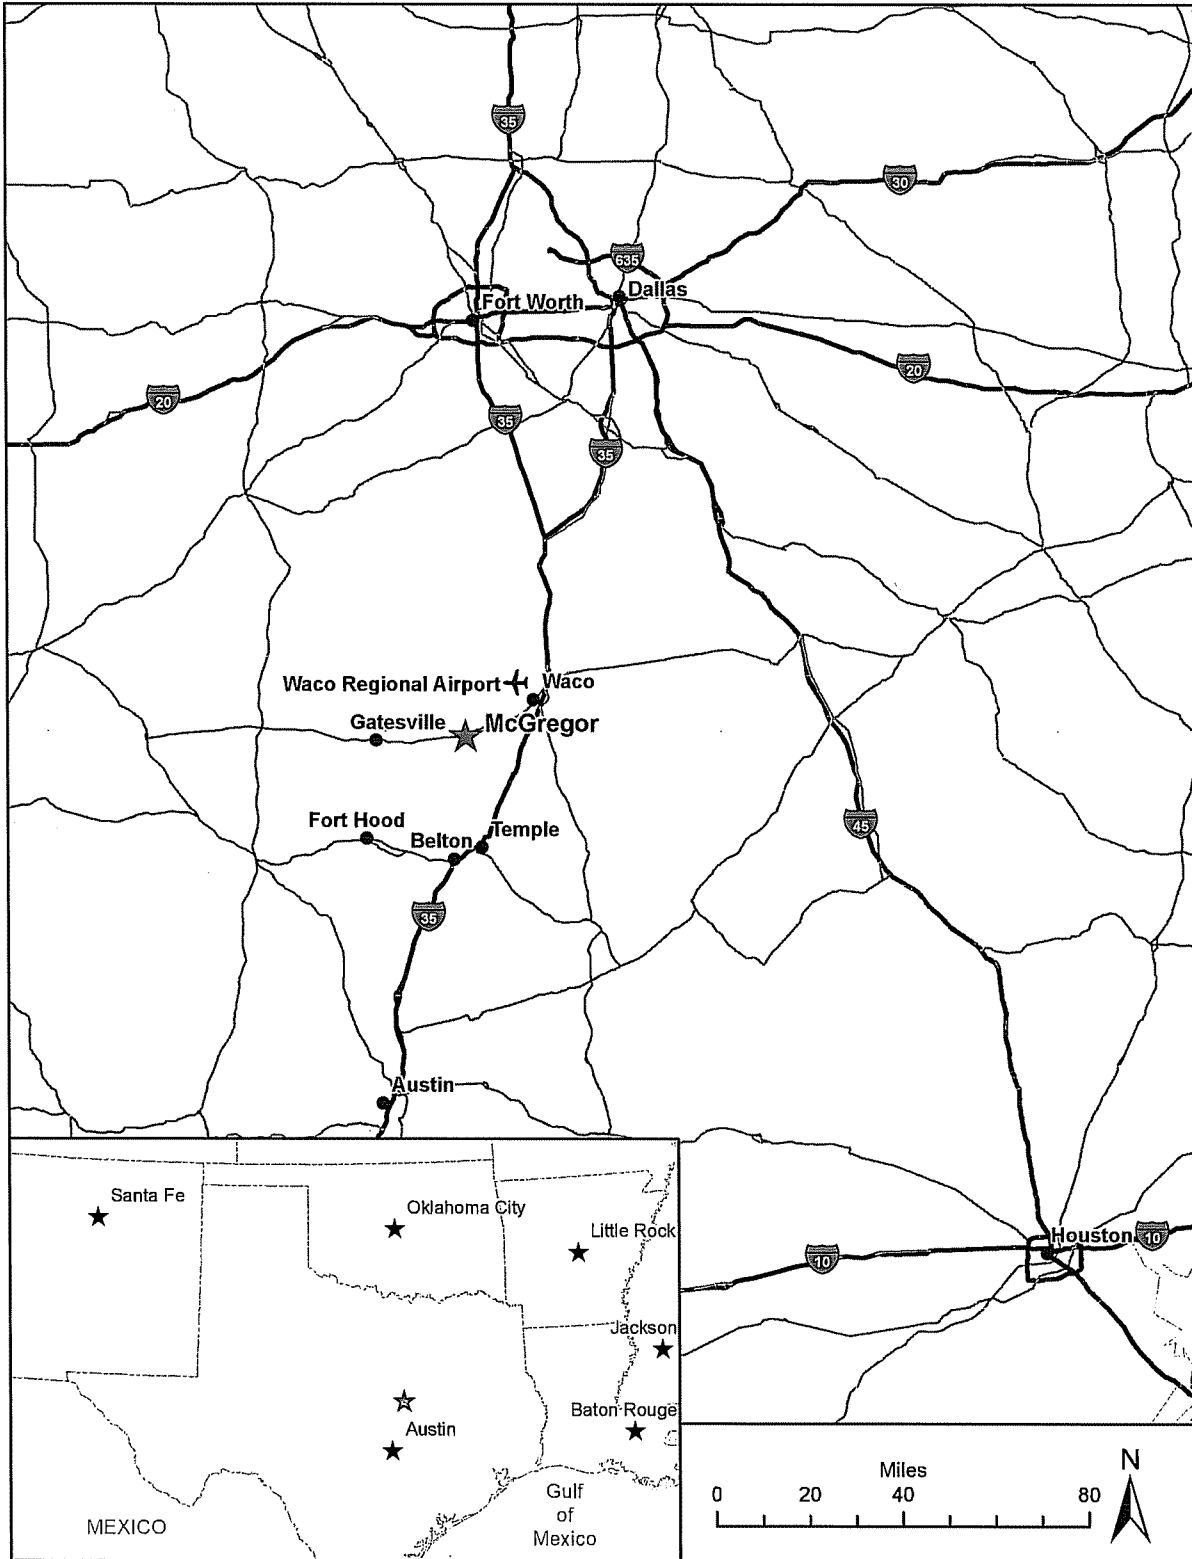 35
30
635
Dallas
Fort Worth
20
20
35
35
Waco Regional Airport
Waco
Gatesville
McGregor
Fort Hood
Belton
Temple
45
35
Austin
Santa Fe
Oklahoma City
Little Rock
Jackson
Austin
Baton Rouge
Gulf
of
Mexico
MEXICO
Houston
10
10
Miles
0 20 40 80
N